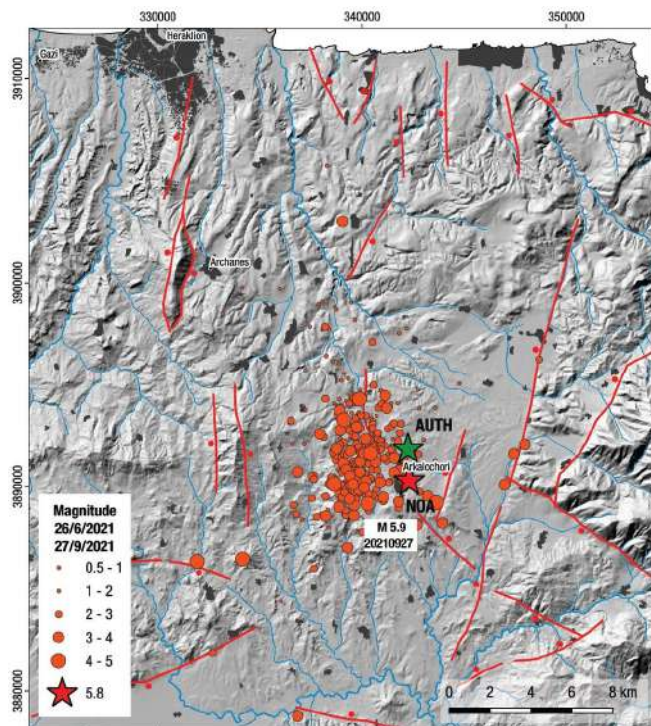 330000
340000
350000
Heraklion
Gazi
3910000
Archanes
3900000
AUTH
Arkalochori
3890000
NOA
M 5.9
20210927
Magnitude
26/6/2021
27/9/2021
0.5 - 1
1 - 2
2 - 3
3 - 4
4 - 5
5.8
3880000
0 2 4 6 8 km